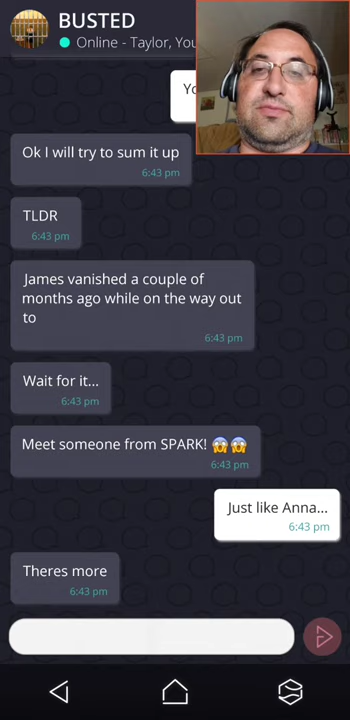 BUSTED
Online - Taylor, You
Ok I will try to sum it up
6:43 pm
TLDR
6:43 pm
James vanished a couple of
months ago while on the way out
to
6:43 pm
Wait for it...
6:43 pm
Meet someone from SPARK! 😱😱
6:43 pm
Just like Anna...
6:43 pm
Theres more
6:43 pm